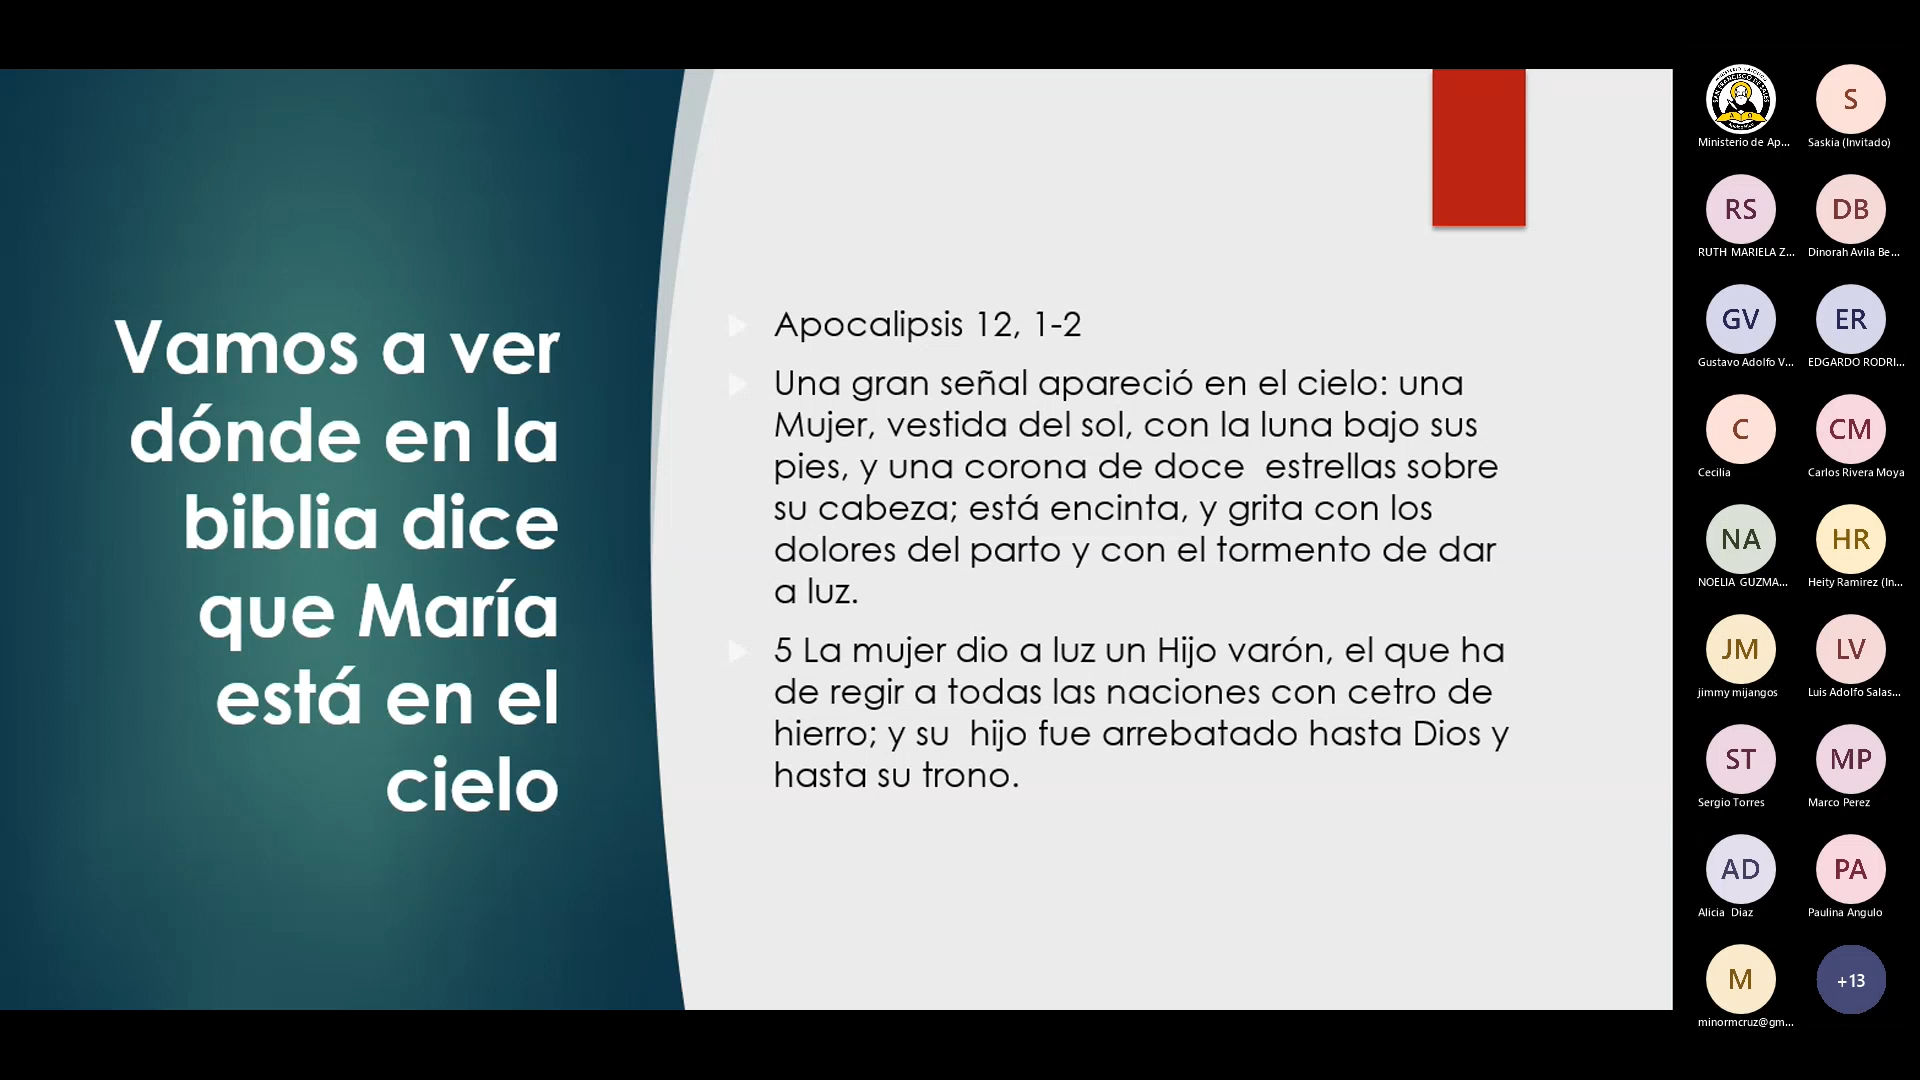 Vamos a ver
dónde en la
biblia dice
que María
está en el
cielo
Apocalipsis 12, 1-2
Una gran señal apareció en el cielo: una
Mujer, vestida del sol, con la luna bajo sus
pies, y una corona de doce  estrellas sobre
su cabeza; está encinta, y grita con los
dolores del parto y con el tormento de dar
a luz.
5 La mujer dio a luz un Hijo varón, el que ha
de regir a todas las naciones con cetro de
hierro; y su  hijo fue arrebatado hasta Dios y
hasta su trono.
Ministerio de Ap...
S
Saskia (Invitado)
RS
RUTH MARIELA Z...
DB
Dinorah Avila Be...
GV
Gustavo Adolfo V...
ER
EDGARDO RODRI...
C
Cecilia
CM
Carlos Rivera Moya
NA
NOELIA GUZMA...
HR
Heity Ramirez (In...
JM
jimmy mijangos
LV
Luis Adolfo Salas...
ST
Sergio Torres
MP
Marco Perez
AD
Alicia  Diaz
PA
Paulina Angulo
M
minormcruz@gm...
+13